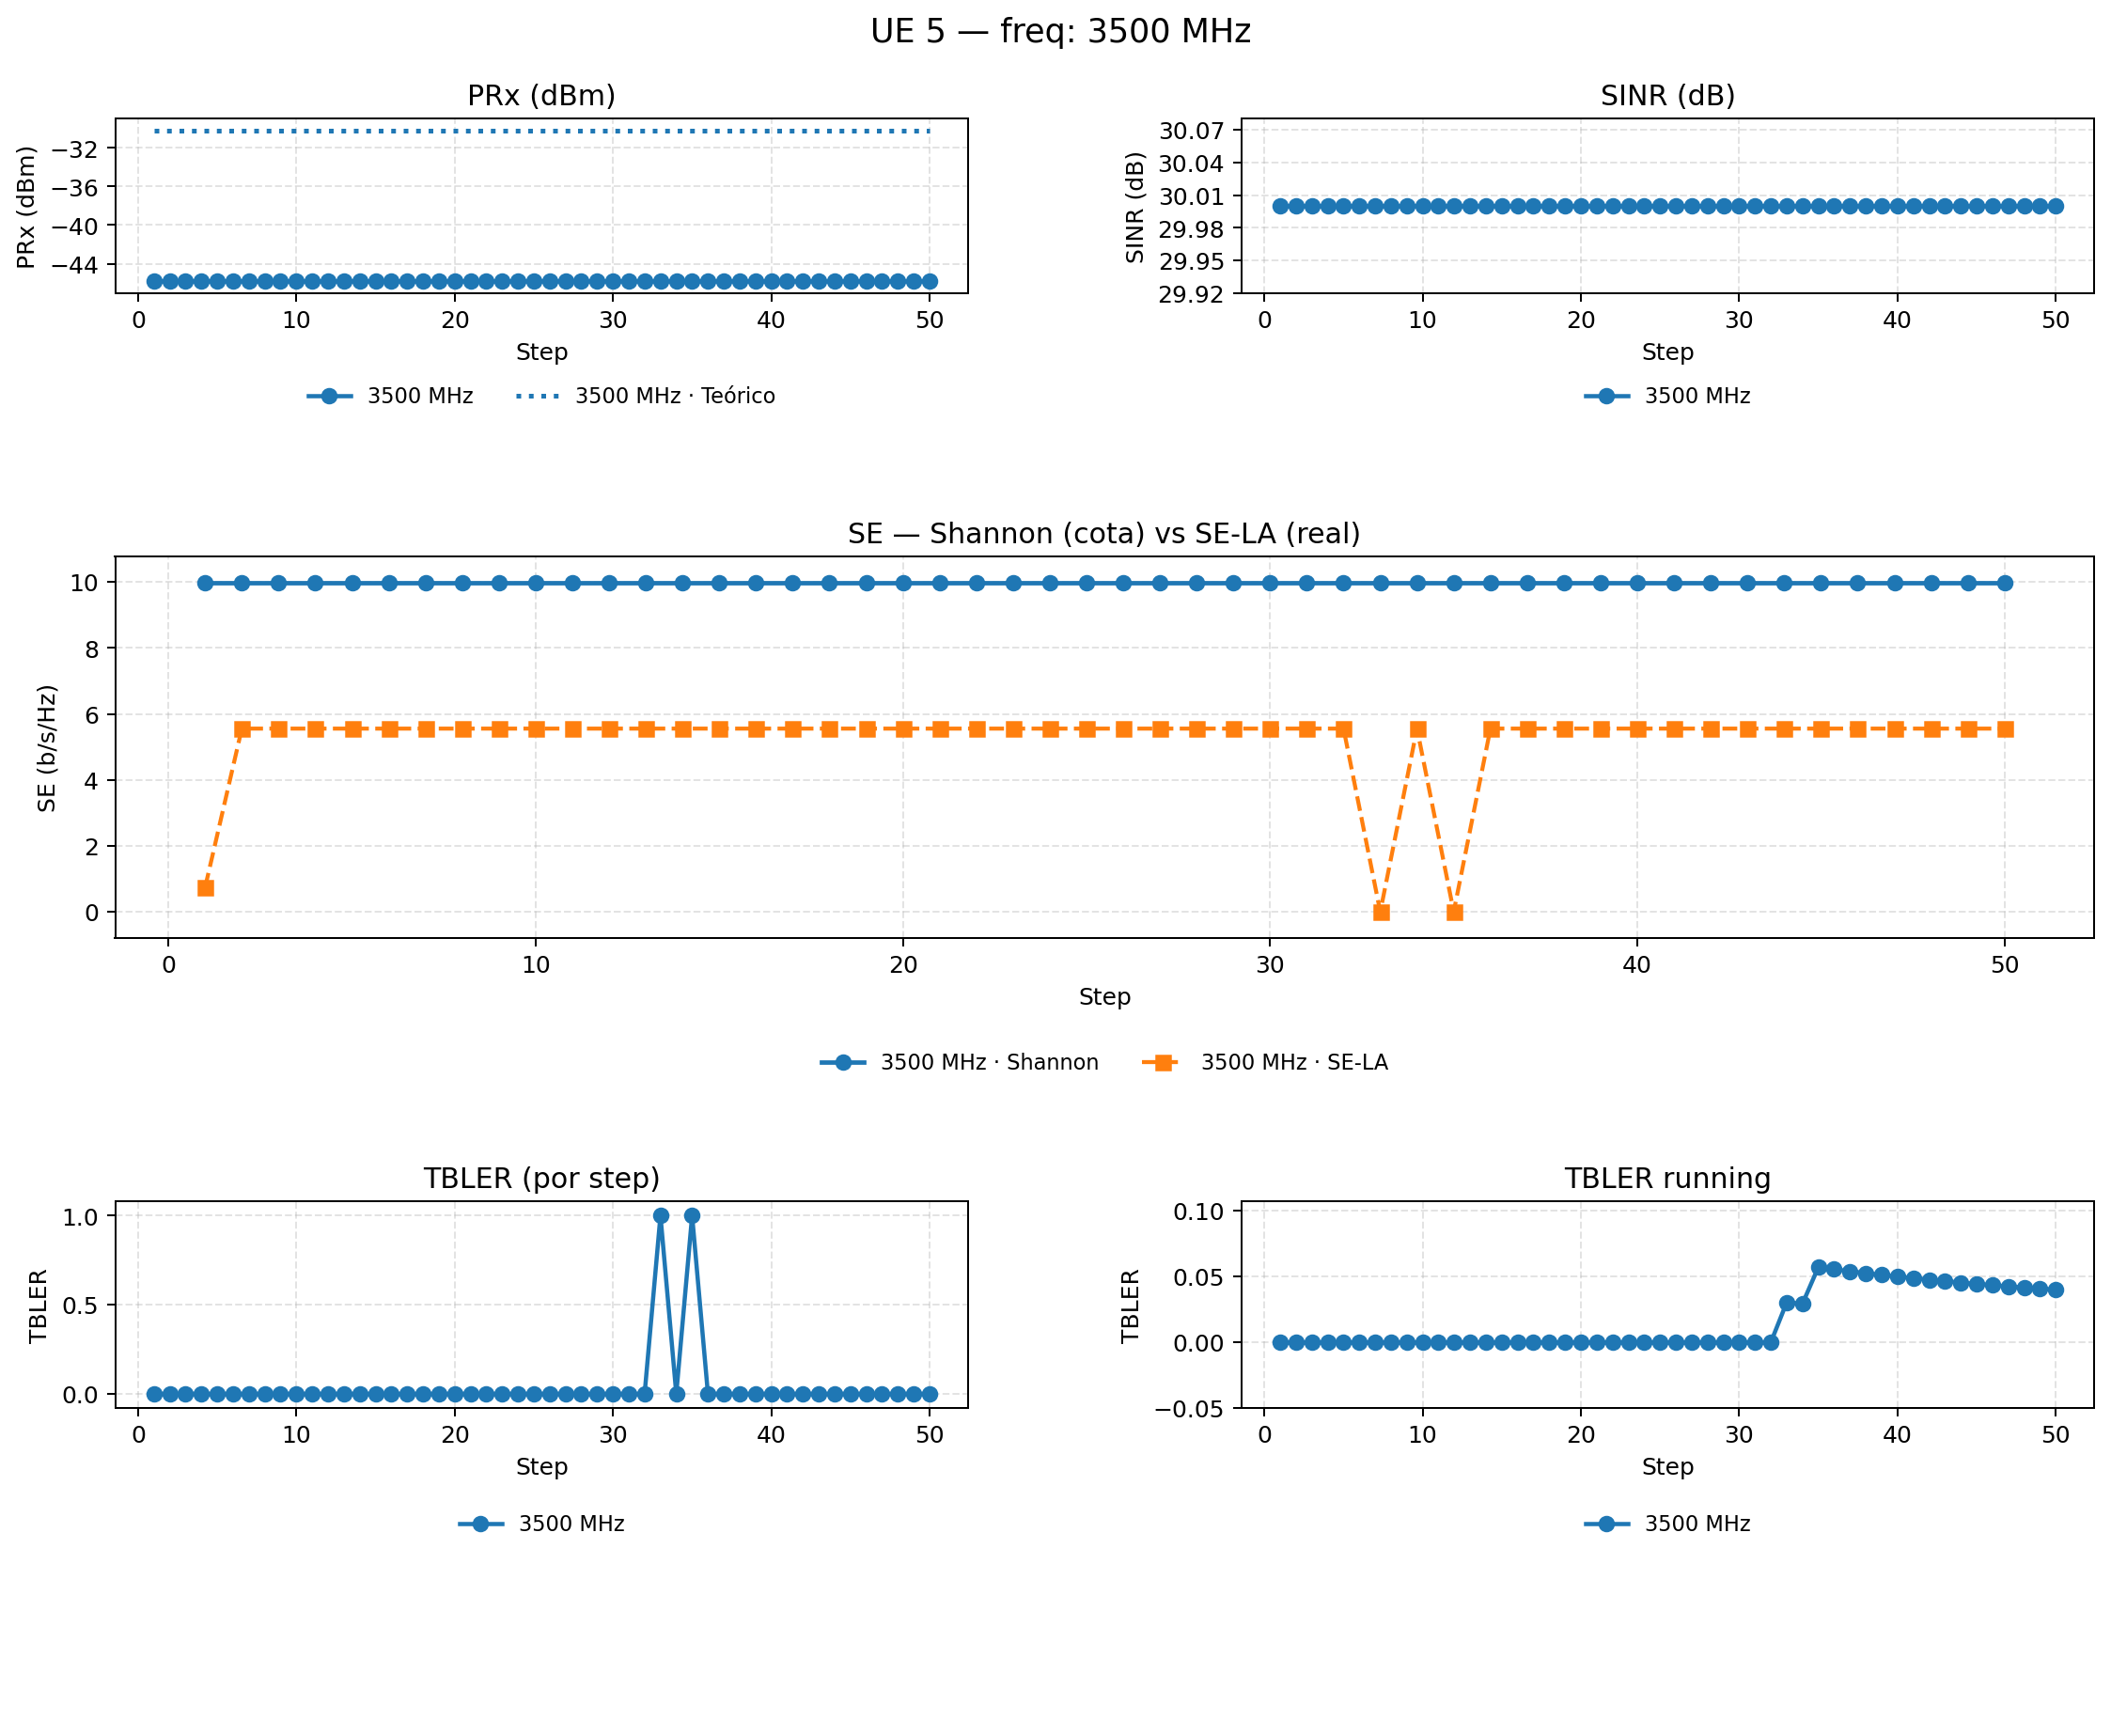 UE 5 — freq: 3500 MHz
PRx (dBm)
PRx (dBm)
−32
−36
−40
−44
0 10 20 30 40 50
Step
3500 MHz 3500 MHz · Teórico
SINR (dB)
SINR (dB)
30.07
30.04
30.01
29.98
29.95
29.92
0 10 20 30 40 50
Step
3500 MHz
SE — Shannon (cota) vs SE-LA (real)
SE (b/s/Hz)
10
8
6
4
2
0
0 10 20 30 40 50
Step
3500 MHz · Shannon 3500 MHz · SE-LA
TBLER (por step)
TBLER
1.0
0.5
0.0
0 10 20 30 40 50
Step
3500 MHz
TBLER running
TBLER
0.10
0.05
0.00
−0.05
0 10 20 30 40 50
Step
3500 MHz